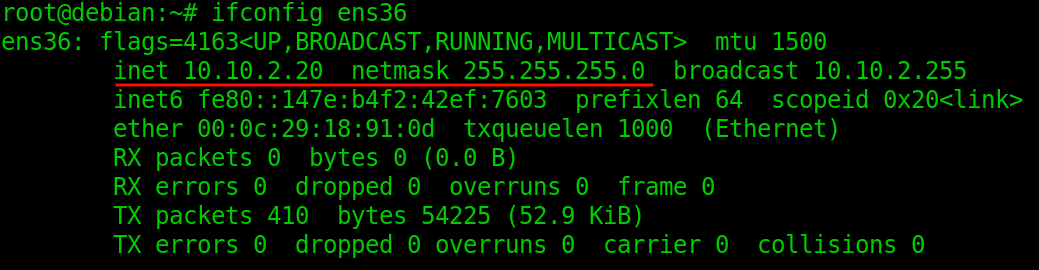 root@debian:~# ifconfig ens36
ens36: flags=4163<UP,BROADCAST,RUNNING,MULTICAST>  mtu 1500
        inet 10.10.2.20  netmask 255.255.255.0  broadcast 10.10.2.255
        inet6 fe80::147e:b4f2:42ef:7603  prefixlen 64  scopeid 0x20<link>
        ether 00:0c:29:18:91:0d  txqueuelen 1000  (Ethernet)
        RX packets 0  bytes 0 (0.0 B)
        RX errors 0  dropped 0  overruns 0  frame 0
        TX packets 410  bytes 54225 (52.9 KiB)
        TX errors 0  dropped 0 overruns 0  carrier 0  collisions 0